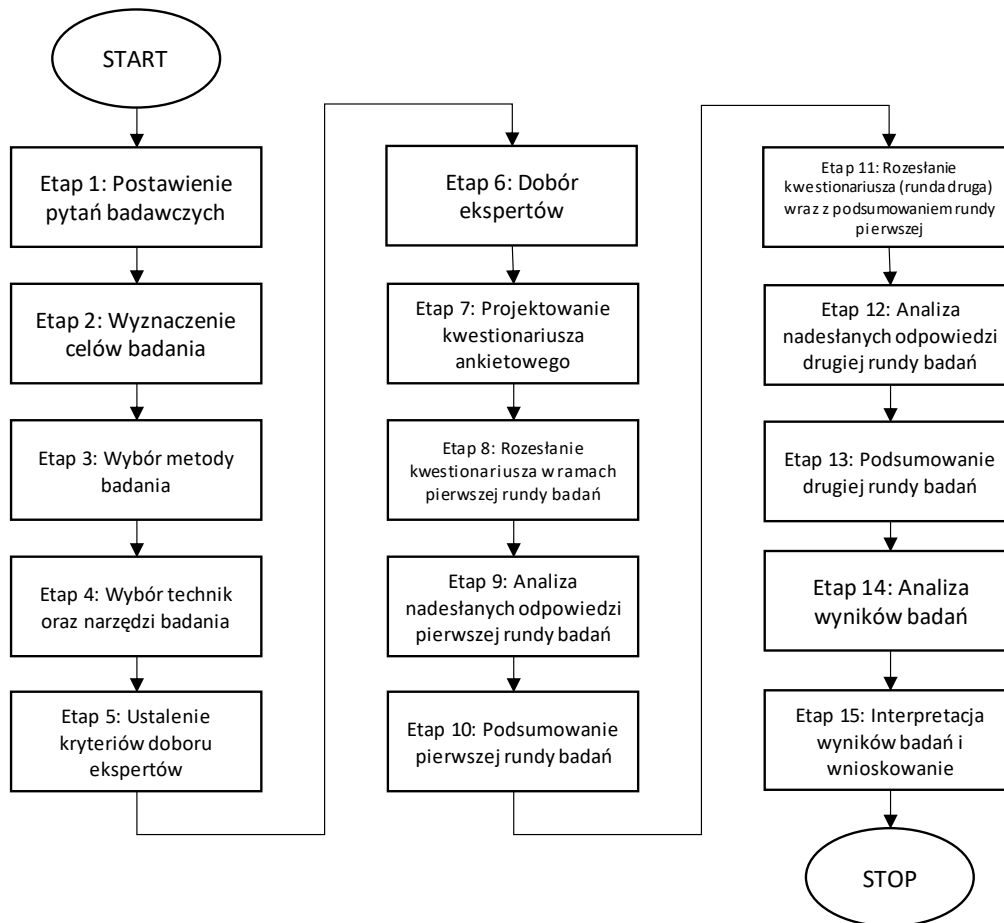 START
Etap 1: Postawienie
pytań badawczych
Etap 2: Wyznaczenie
celów badania
Etap 3: Wybór metody
badania
Etap 4: Wybór technik
oraz narzędzi badania
Etap 5: Ustalenie
kryteriów doboru
ekspertów
Etap 6: Dobór
ekspertów
Etap 7: Projektowanie
kwestionariusza
ankietowego
Etap 8: Rozesłanie
kwestionariusza w ramach
pierwszej rundy badań
Etap 9: Analiza
nadesłanych odpowiedzi
pierwszej rundy badań
Etap 10: Podsumowanie
pierwszej rundy badań
Etap 11: Rozesłanie
kwestionariusza (runda druga)
wraz z podsumowaniem rundy
pierwszej
Etap 12: Analiza
nadesłanych odpowiedzi
drugiej rundy badań
Etap 13: Podsumowanie
drugiej rundy badań
Etap 14: Analiza
wyników badań
Etap 15: Interpretacja
wyników badań i
wnioskowanie
STOP